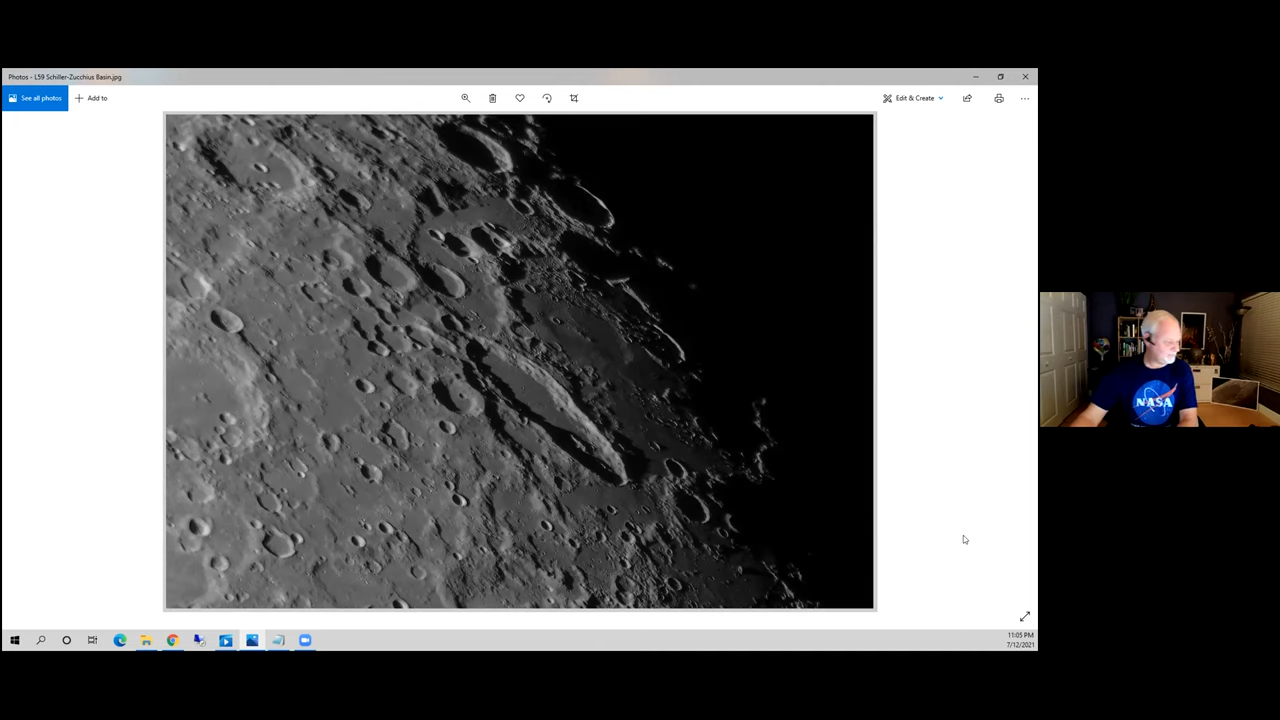 Photos - L59 Schiller-Zucchius Basin.jpg
See all photos
Add to
Edit & Create
11:05 PM
7/12/2021
NASA